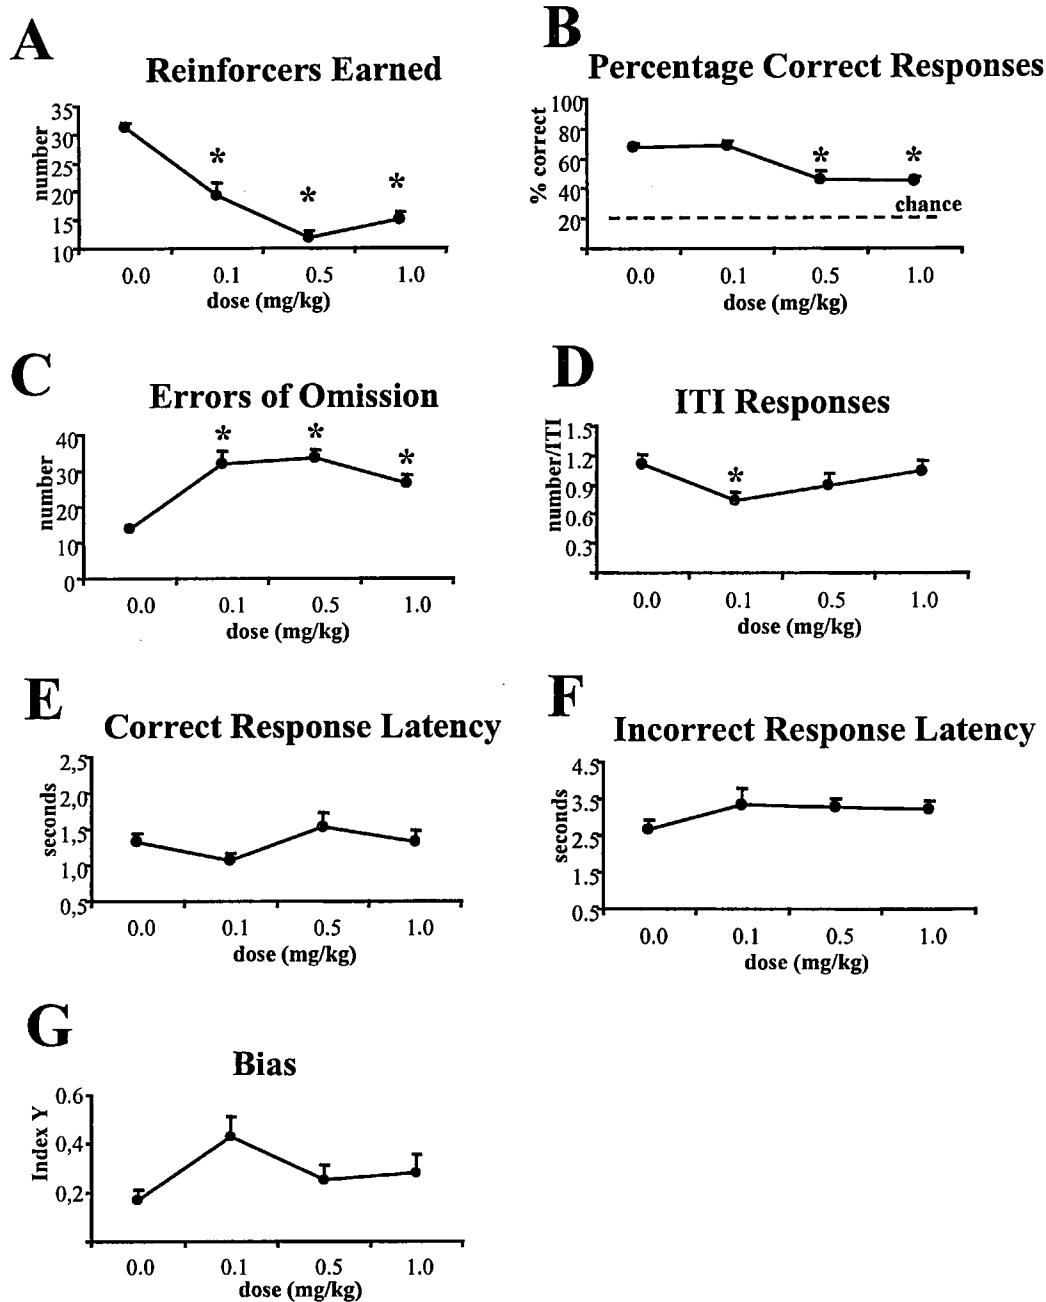 A
Reinforcers Earned
number
35
30
25
20
15
10
*
*
*
0.0 0.1 0.5 1.0
dose (mg/kg)
B
Percentage Correct Responses
% correct
100
80
60
40
20
*
*
chance
0.0 0.1 0.5 1.0
dose (mg/kg)
C
Errors of Omission
number
40
30
20
10
0
*
*
*
0.0 0.1 0.5 1.0
dose (mg/kg)
D
ITI Responses
number/ITI
1.5
1.2
0.9
0.6
0.3
*
0.0 0.1 0.5 1.0
dose (mg/kg)
E
Correct Response Latency
seconds
2,5
2,0
1,5
1,0
0,5
0.0 0.1 0.5 1.0
dose (mg/kg)
F
Incorrect Response Latency
seconds
4.5
3.5
2.5
1.5
0.5
0.0 0.1 0.5 1.0
dose (mg/kg)
G
Bias
Index Y
0.6
0,4
0,2
0.0 0.1 0.5 1.0
dose (mg/kg)